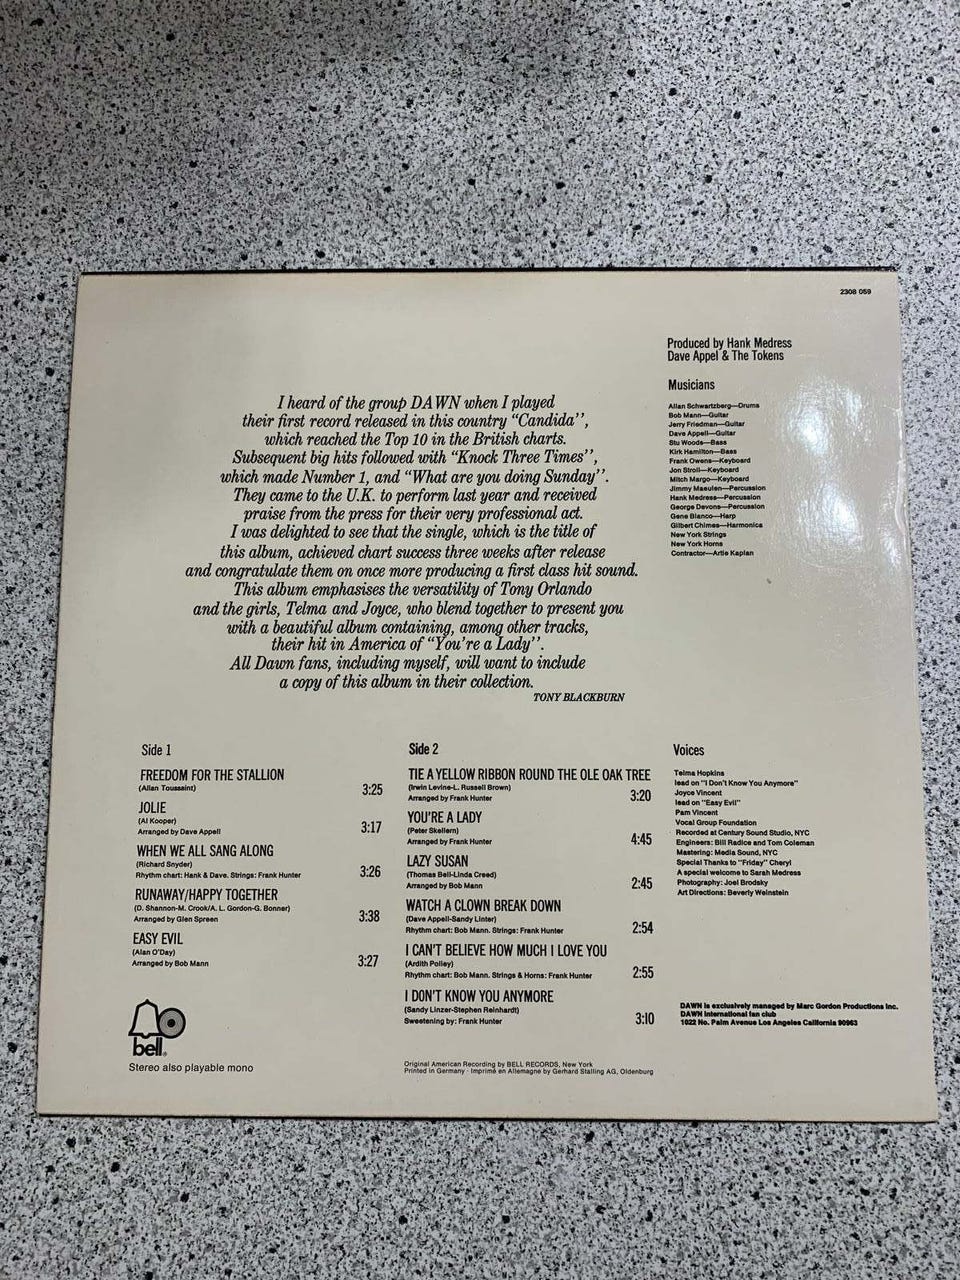 2308 059
Produced by Hank Medress
Dave Appel & The Tokens
Musicians
Allan Schwartzberg—Drums
Bob Mann—Guitar
Jerry Friedman—Guitar
Dave Appell—Guitar
Stu Woods—Bass
Kirk Hamilton—Bass
Frank Owens—Keyboard
Jon Stroll—Keyboard
Mitch Margo—Keyboard
Jimmy Maeulen—Percussion
Hank Medress—Percussion
George Devons—Percussion
Gene Bianco—Harp
Gilbert Chimes—Harmonica
New York Strings
New York Horns
Contractor—Artie Kaplan
I heard of the group DAWN when I played
their first record released in this country “Candida’’,
which reached the Top 10 in the British charts.
Subsequent big hits followed with “Knock Three Times’’,
which made Number 1, and “What are you doing Sunday’’.
They came to the U.K. to perform last year and received
praise from the press for their very professional act.
I was delighted to see that the single, which is the title of
this album, achieved chart success three weeks after release
and congratulate them on once more producing a first class hit sound.
This album emphasises the versatility of Tony Orlando
and the girls, Telma and Joyce, who blend together to present you
with a beautiful album containing, among other tracks,
their hit in America of “You’re a Lady’’.
All Dawn fans, including myself, will want to include
a copy of this album in their collection.
TONY BLACKBURN
Side 1
FREEDOM FOR THE STALLION
(Allan Toussaint) 3:25
JOLIE
(Al Kooper)
Arranged by Dave Appell 3:17
WHEN WE ALL SANG ALONG
(Richard Snyder)
Rhythm chart: Hank & Dave. Strings: Frank Hunter 3:26
RUNAWAY/HAPPY TOGETHER
(D. Shannon-M. Crook/A. L. Gordon-G. Bonner)
Arranged by Glen Spreen 3:38
EASY EVIL
(Alan O'Day)
Arranged by Bob Mann 3:27
Side 2
TIE A YELLOW RIBBON ROUND THE OLE OAK TREE
(Irwin Levine-L. Russell Brown)
Arranged by Frank Hunter 3:20
YOU'RE A LADY
(Peter Skellern)
Arranged by Frank Hunter 4:45
LAZY SUSAN
(Thomas Bell-Linda Creed)
Arranged by Bob Mann 2:45
WATCH A CLOWN BREAK DOWN
(Dave Appell-Sandy Linter)
Rhythm chart: Bob Mann. Strings: Frank Hunter 2:54
I CAN'T BELIEVE HOW MUCH I LOVE YOU
(Ardith Polley)
Rhythm chart: Bob Mann. Strings & Horns: Frank Hunter 2:55
I DON'T KNOW YOU ANYMORE
(Sandy Linzer-Stephen Reinhardt)
Sweetening by: Frank Hunter 3:10
Voices
Telma Hopkins
lead on "I Don't Know You Anymore"
Joyce Vincent
lead on "Easy Evil"
Pam Vincent
Vocal Group Foundation
Recorded at Century Sound Studio, NYC
Engineers: Bill Radice and Tom Coleman
Mastering: Media Sound, NYC
Special Thanks to "Friday" Cheryl
A special welcome to Sarah Medress
Photography: Joel Brodsky
Art Directions: Beverly Weinstein
DAWN is exclusively managed by Marc Gordon Productions Inc.
DAWN International fan club
1022 No. Palm Avenue Los Angeles California 90963
bell®
Stereo also playable mono
Original American Recording by BELL RECORDS, New York
Printed in Germany · Imprimé en Allemagne by Gerhard Stalling AG, Oldenburg